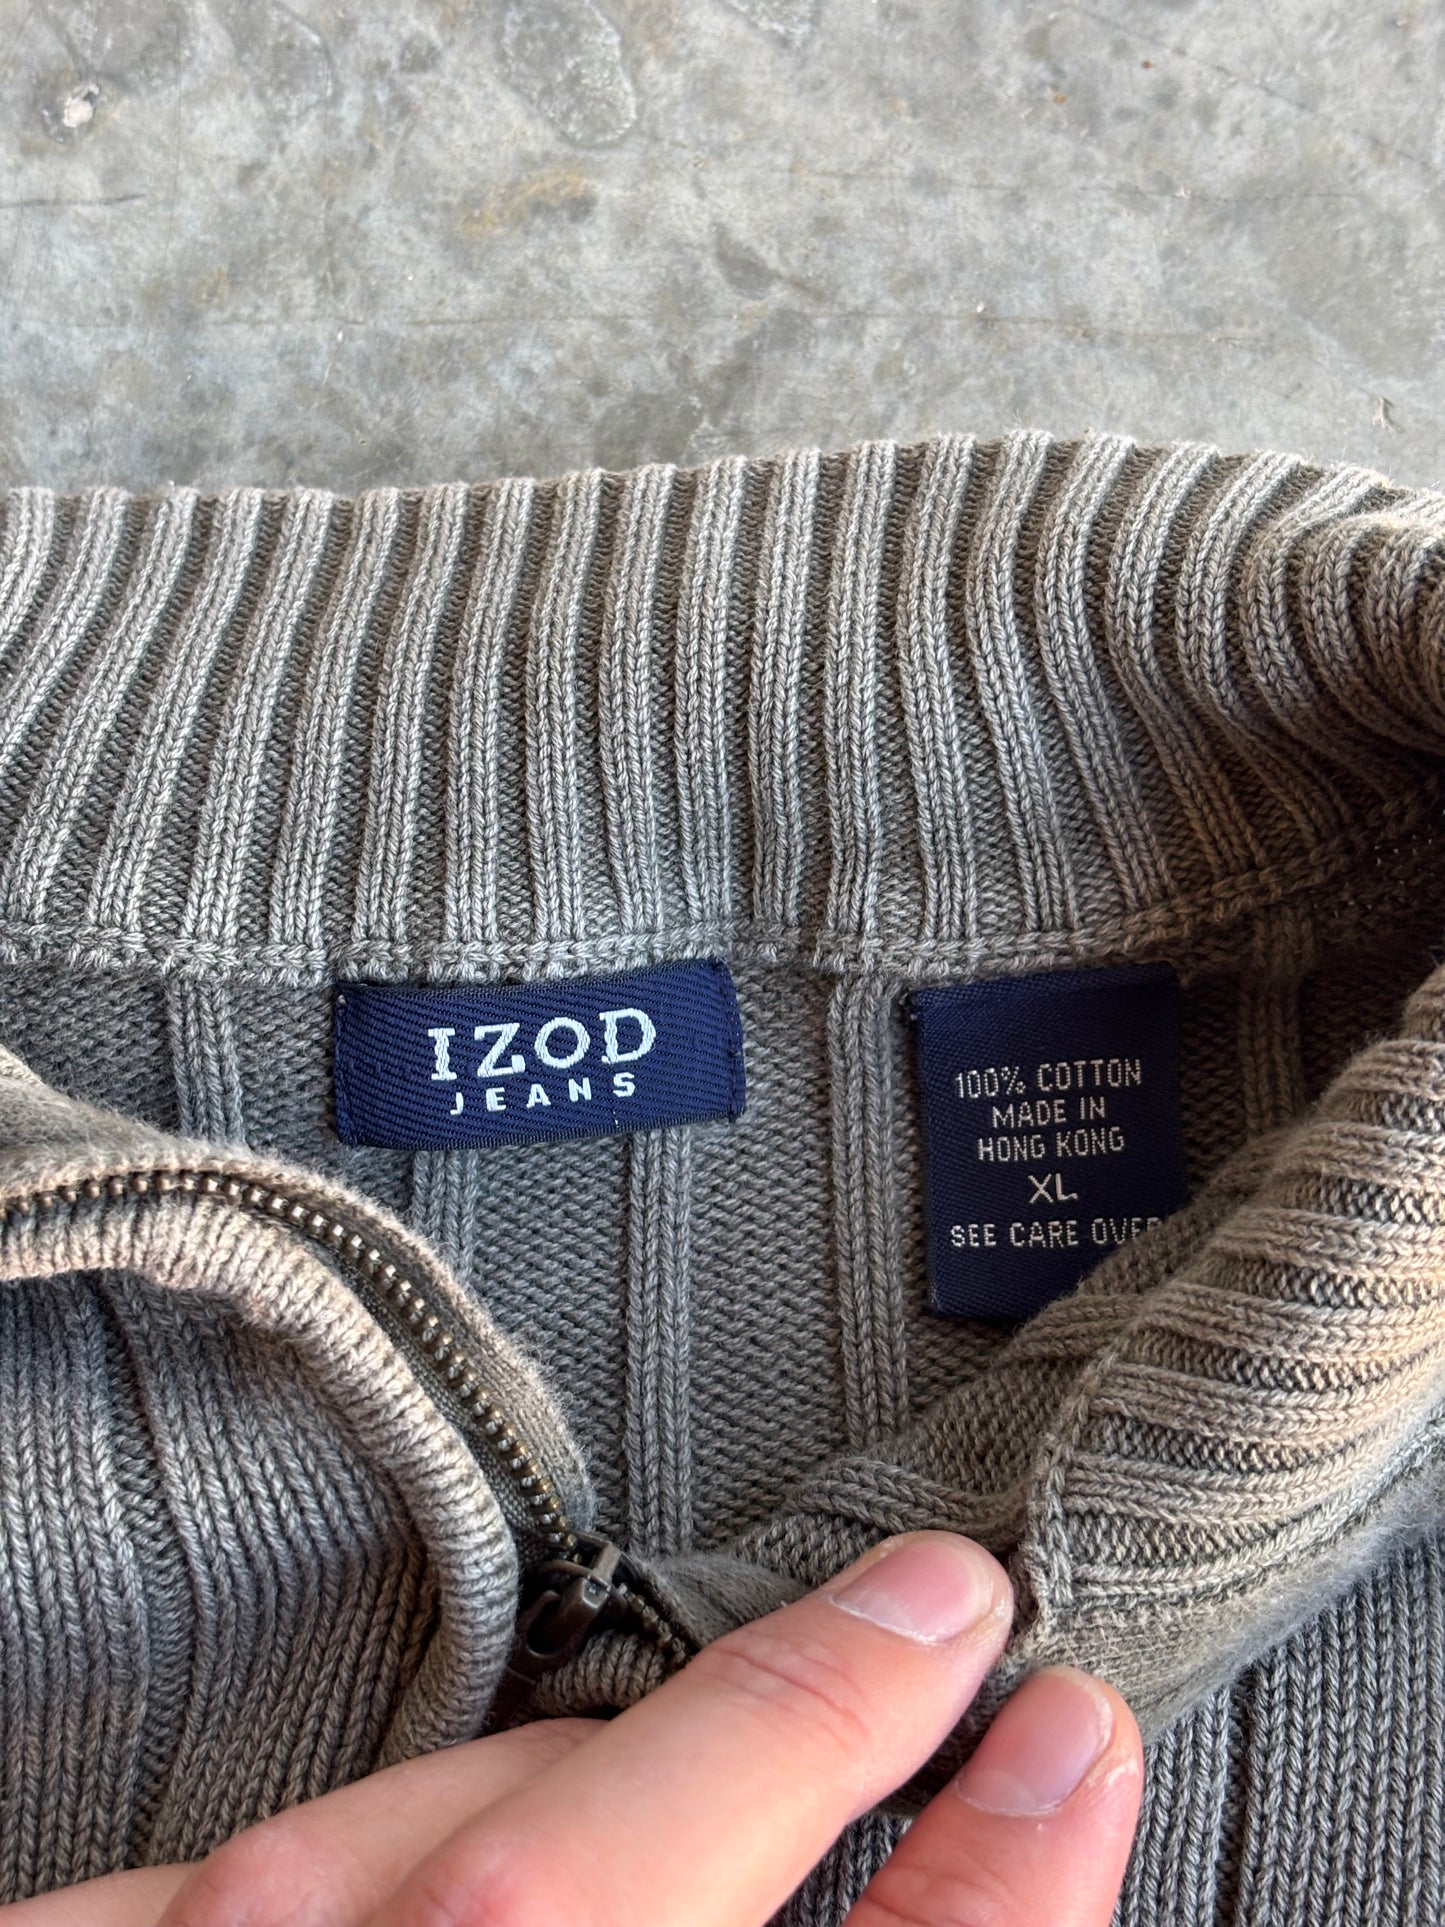 IZOD
JEANS
100% COTTON
MADE IN
HONG KONG
XL
SEE CARE OVER